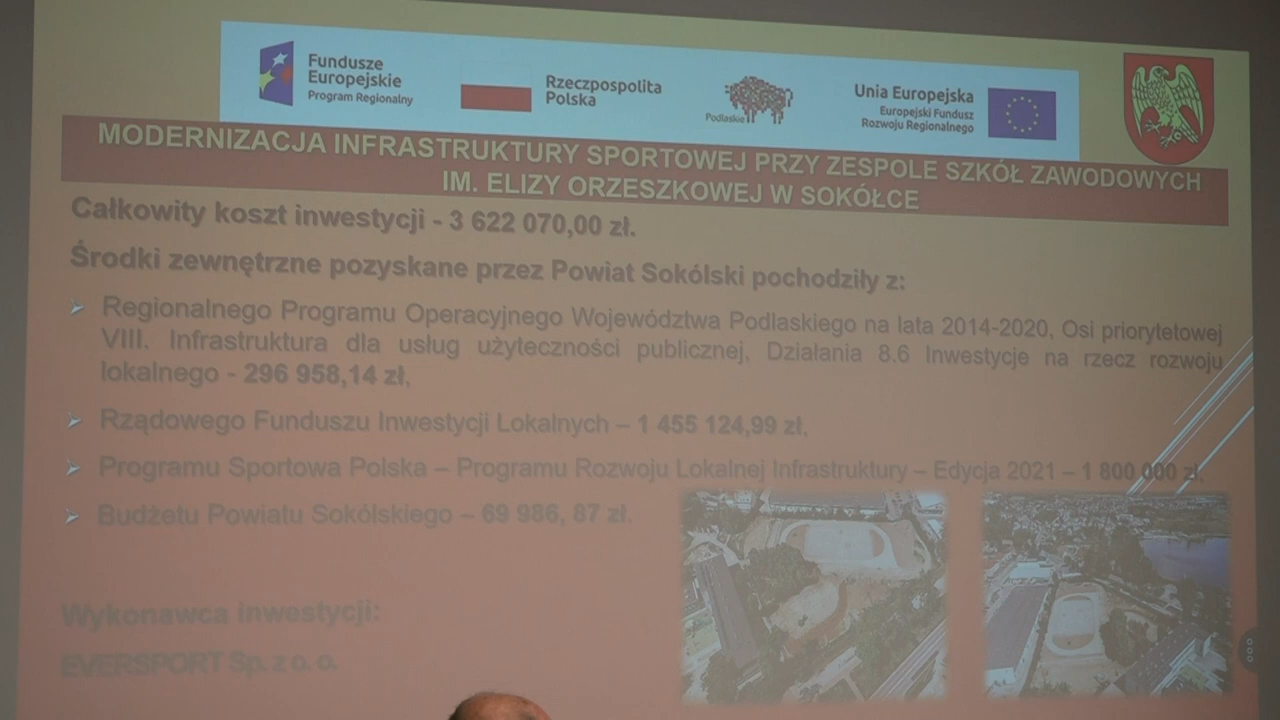 Fundusze
Europejskie
Program Regionalny
Rzeczpospolita
Polska
Podlaskie
Unia Europejska
Europejski Fundusz
Rozwoju Regionalnego
MODERNIZACJA INFRASTRUKTURY SPORTOWEJ PRZY ZESPOLE SZKÓŁ ZAWODOWYCH
IM. ELIZY ORZESZKOWEJ W SOKÓŁCE
Całkowity koszt inwestycji - 3 622 070,00 zł.
Środki zewnętrzne pozyskane przez Powiat Sokólski pochodziły z:
Regionalnego Programu Operacyjnego Województwa Podlaskiego na lata 2014-2020, Osi priorytetowej
VIII. Infrastruktura dla usług użyteczności publicznej, Działania 8.6 Inwestycje na rzecz rozwoju
lokalnego - 296 958,14 zł,
Rządowego Funduszu Inwestycji Lokalnych – 1 455 124,99 zł,
Programu Sportowa Polska – Programu Rozwoju Lokalnej Infrastruktury – Edycja 2021 – 1 800 000 zł.
Budżetu Powiatu Sokólskiego – 69 986, 87 zł.
Wykonawca inwestycji:
EVERSPORT Sp. z o. o.